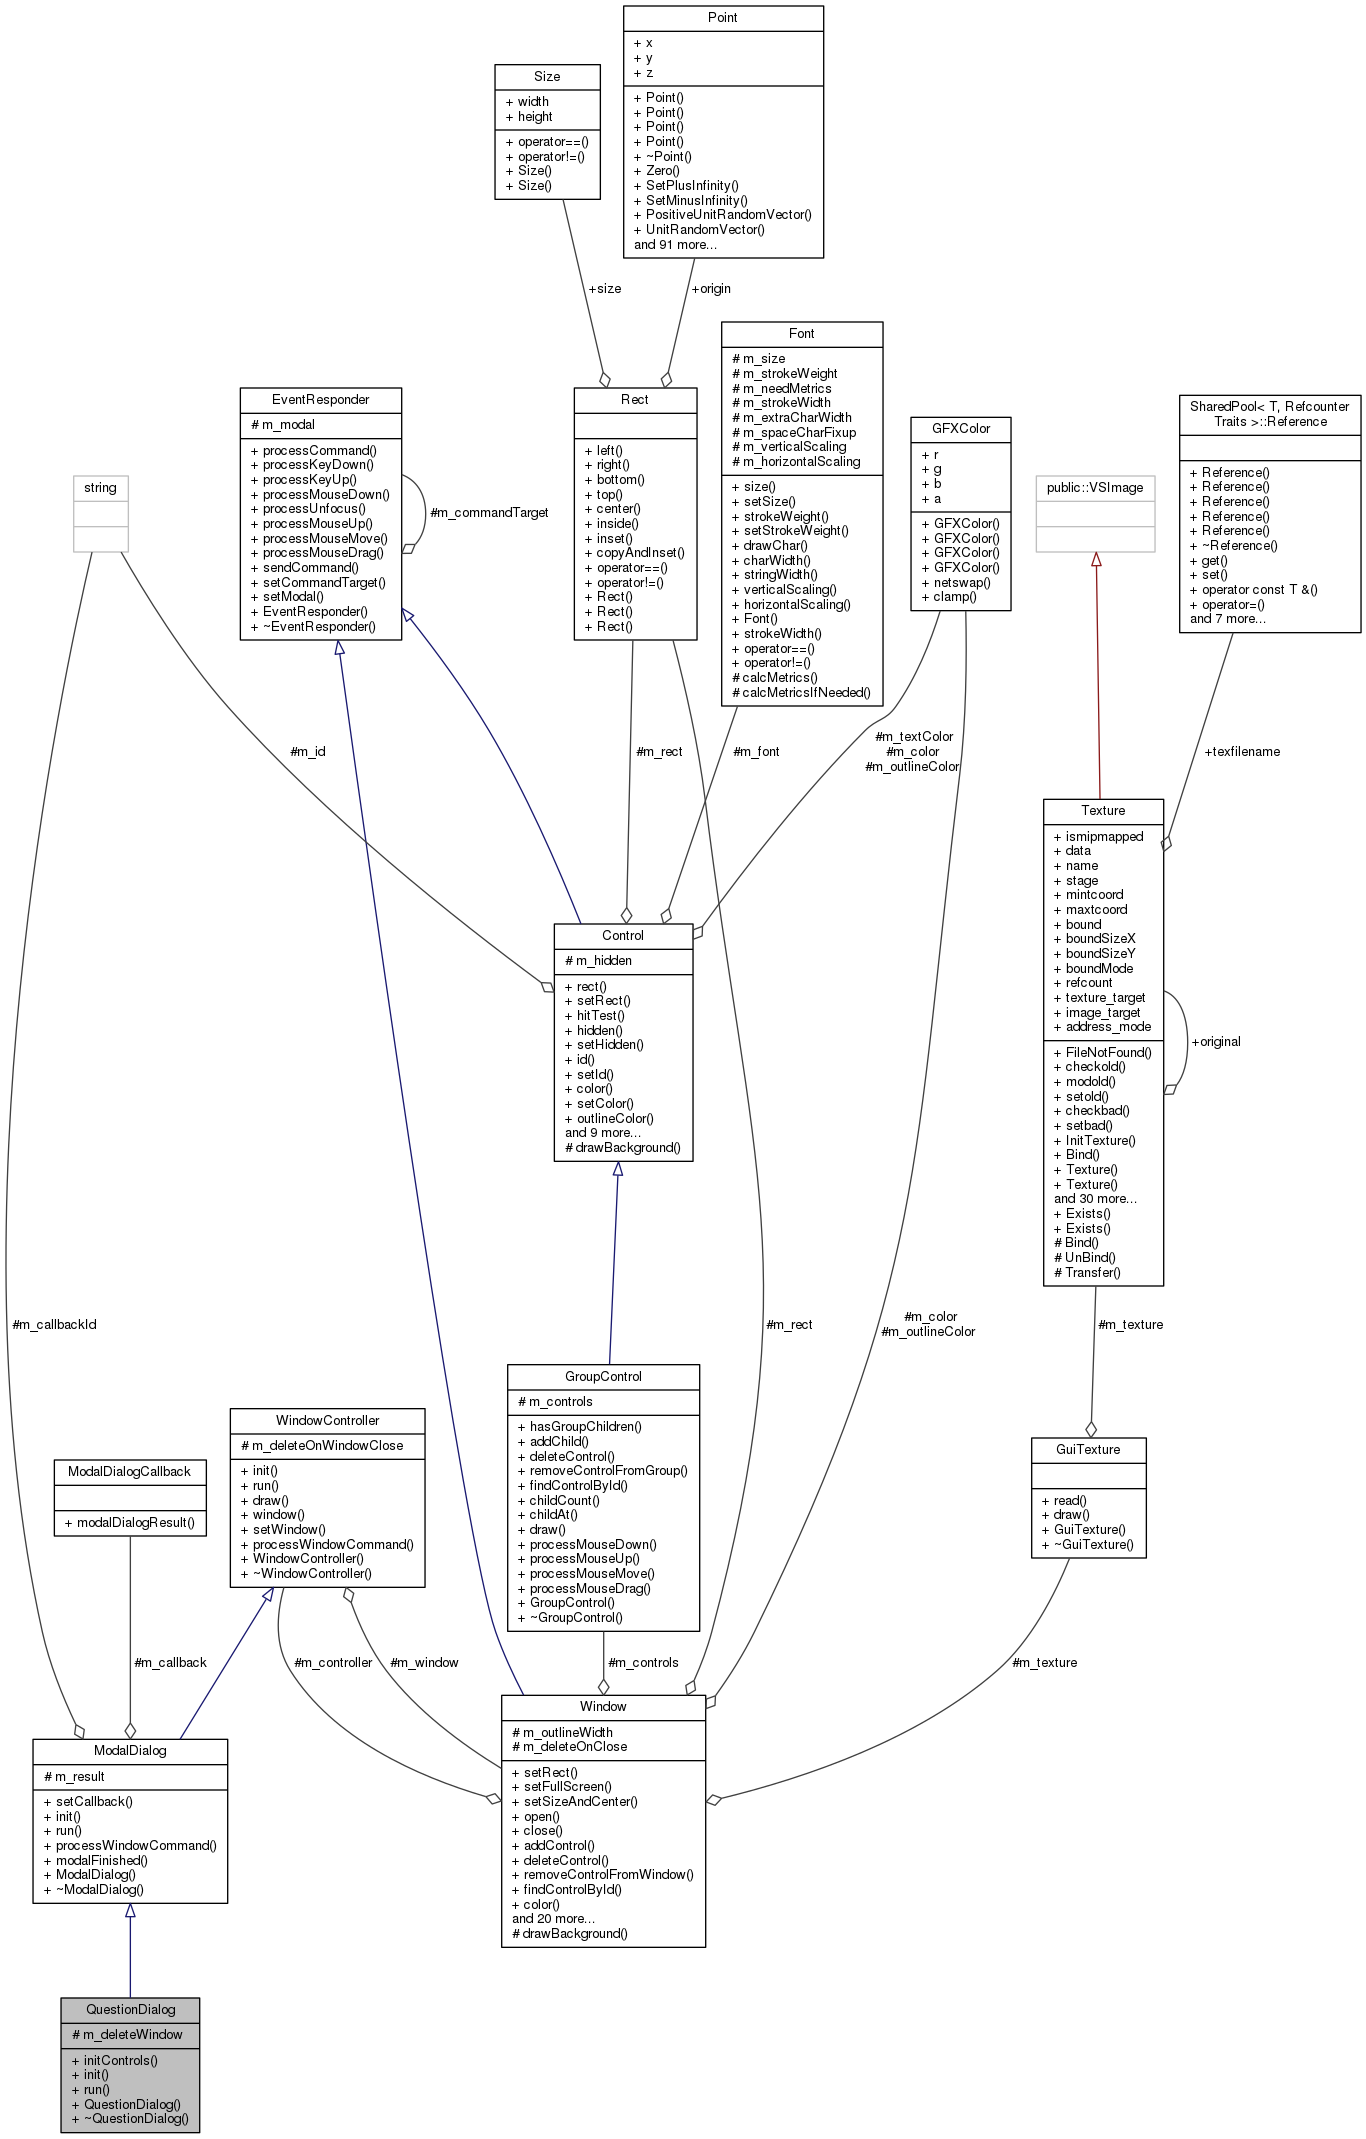 Point
+ x
+ y
+ z
+ Point()
+ Point()
+ Point()
+ Point()
+ ~Point()
+ Zero()
+ SetPlusInfinity()
+ SetMinusInfinity()
+ PositiveUnitRandomVector()
+ UnitRandomVector()
and 91 more...
Size
+ width
+ height
+ operator==()
+ operator!=()
+ Size()
+ Size()
+size
+origin
Font
# m_size
# m_strokeWeight
# m_needMetrics
# m_strokeWidth
# m_extraCharWidth
# m_spaceCharFixup
# m_verticalScaling
# m_horizontalScaling
+ size()
+ setSize()
+ strokeWeight()
+ setStrokeWeight()
+ drawChar()
+ charWidth()
+ stringWidth()
+ verticalScaling()
+ horizontalScaling()
+ Font()
+ strokeWidth()
+ operator==()
+ operator!=()
# calcMetrics()
# calcMetricsIfNeeded()
EventResponder
# m_modal
+ processCommand()
+ processKeyDown()
+ processKeyUp()
+ processMouseDown()
+ processUnfocus()
+ processMouseUp()
+ processMouseMove()
+ processMouseDrag()
+ sendCommand()
+ setCommandTarget()
+ setModal()
+ EventResponder()
+ ~EventResponder()
#m_commandTarget
Rect
+ left()
+ right()
+ bottom()
+ top()
+ center()
+ inside()
+ inset()
+ copyAndInset()
+ operator==()
+ operator!=()
+ Rect()
+ Rect()
+ Rect()
GFXColor
+ r
+ g
+ b
+ a
+ GFXColor()
+ GFXColor()
+ GFXColor()
+ GFXColor()
+ netswap()
+ clamp()
SharedPool< T, Refcounter
Traits >::Reference
+ Reference()
+ Reference()
+ Reference()
+ Reference()
+ Reference()
+ ~Reference()
+ get()
+ set()
+ operator const T &()
+ operator=()
and 7 more...
string
public::VSImage
#m_id
#m_rect
#m_font
#m_textColor
#m_color
#m_outlineColor
+texfilename
Texture
+ ismipmapped
+ data
+ name
+ stage
+ mintcoord
+ maxtcoord
+ bound
+ boundSizeX
+ boundSizeY
+ boundMode
+ refcount
+ texture_target
+ image_target
+ address_mode
+ FileNotFound()
+ checkold()
+ modold()
+ setold()
+ checkbad()
+ setbad()
+ InitTexture()
+ Bind()
+ Texture()
+ Texture()
and 30 more...
+ Exists()
+ Exists()
# Bind()
# UnBind()
# Transfer()
+original
Control
# m_hidden
+ rect()
+ setRect()
+ hitTest()
+ hidden()
+ setHidden()
+ id()
+ setId()
+ color()
+ setColor()
+ outlineColor()
and 9 more...
# drawBackground()
#m_callbackId
#m_rect
#m_color
#m_outlineColor
#m_texture
GroupControl
# m_controls
+ hasGroupChildren()
+ addChild()
+ deleteControl()
+ removeControlFromGroup()
+ findControlById()
+ childCount()
+ childAt()
+ draw()
+ processMouseDown()
+ processMouseUp()
+ processMouseMove()
+ processMouseDrag()
+ GroupControl()
+ ~GroupControl()
WindowController
# m_deleteOnWindowClose
+ init()
+ run()
+ draw()
+ window()
+ setWindow()
+ processWindowCommand()
+ WindowController()
+ ~WindowController()
ModalDialogCallback
+ modalDialogResult()
GuiTexture
+ read()
+ draw()
+ GuiTexture()
+ ~GuiTexture()
#m_callback
#m_controller
#m_window
#m_controls
#m_texture
Window
# m_outlineWidth
# m_deleteOnClose
+ setRect()
+ setFullScreen()
+ setSizeAndCenter()
+ open()
+ close()
+ addControl()
+ deleteControl()
+ removeControlFromWindow()
+ findControlById()
+ color()
and 20 more...
# drawBackground()
ModalDialog
# m_result
+ setCallback()
+ init()
+ run()
+ processWindowCommand()
+ modalFinished()
+ ModalDialog()
+ ~ModalDialog()
QuestionDialog
# m_deleteWindow
+ initControls()
+ init()
+ run()
+ QuestionDialog()
+ ~QuestionDialog()